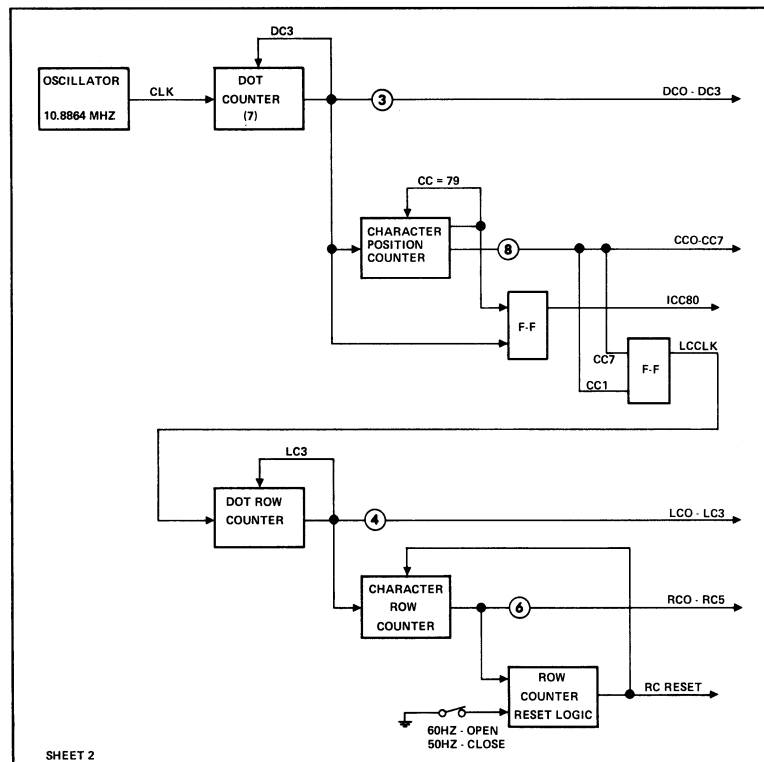 DC3
OSCILLATOR
10.8864 MHZ
CLK
DOT
COUNTER
(7)
3
DCO - DC3
CC = 79
CHARACTER
POSITION
COUNTER
8
CCO-CC7
ICC80
F-F
CC7
CC1
F-F
LCCLK
LC3
DOT ROW
COUNTER
4
LCO - LC3
CHARACTER
ROW
COUNTER
6
RCO - RC5
ROW
COUNTER
RESET LOGIC
RC RESET
60HZ - OPEN
50HZ - CLOSE
SHEET 2